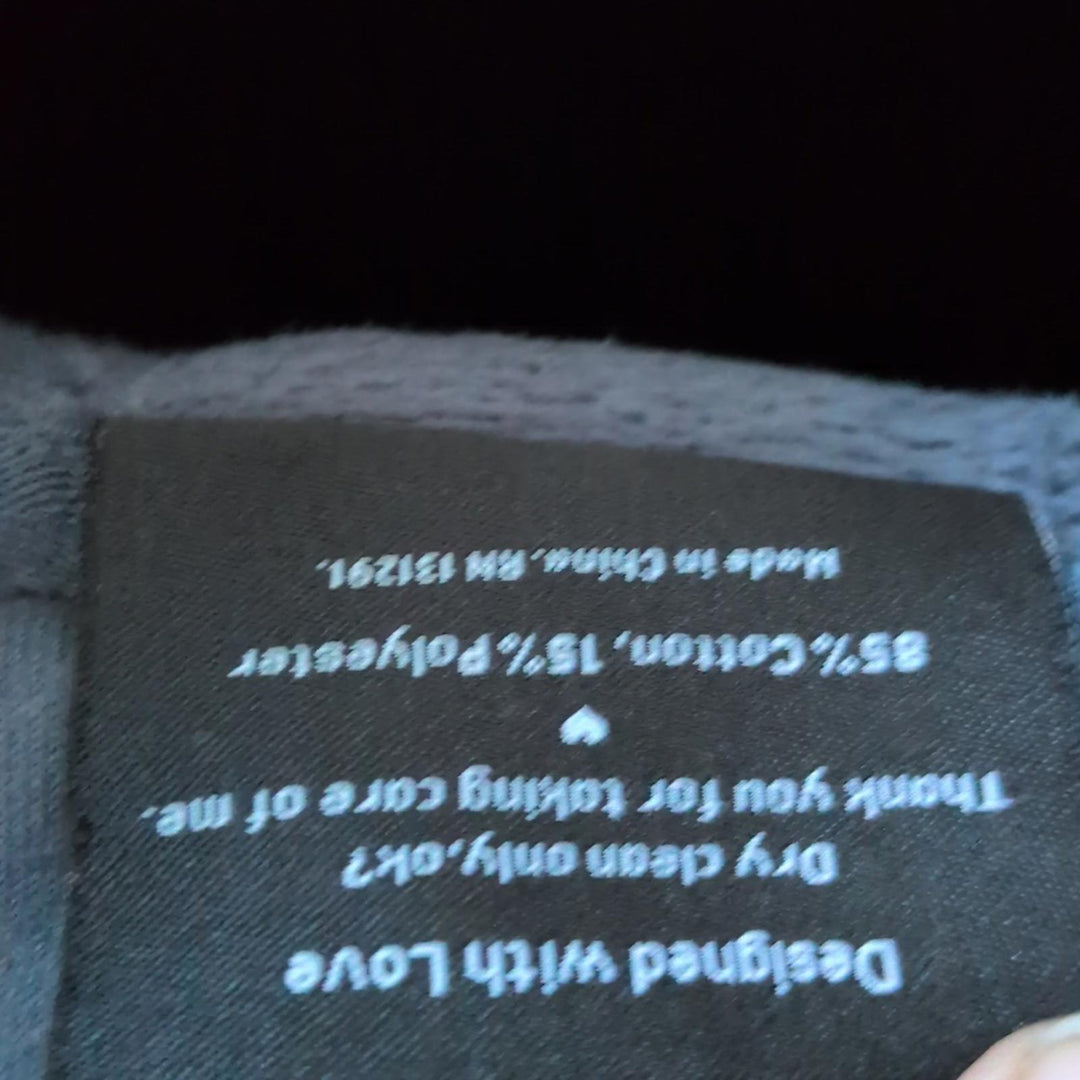 Designed with Love
Dry clean only, ok?
Thank you for taking care of me.
85% Cotton, 15% Polyester
Made in China. RN 131291.